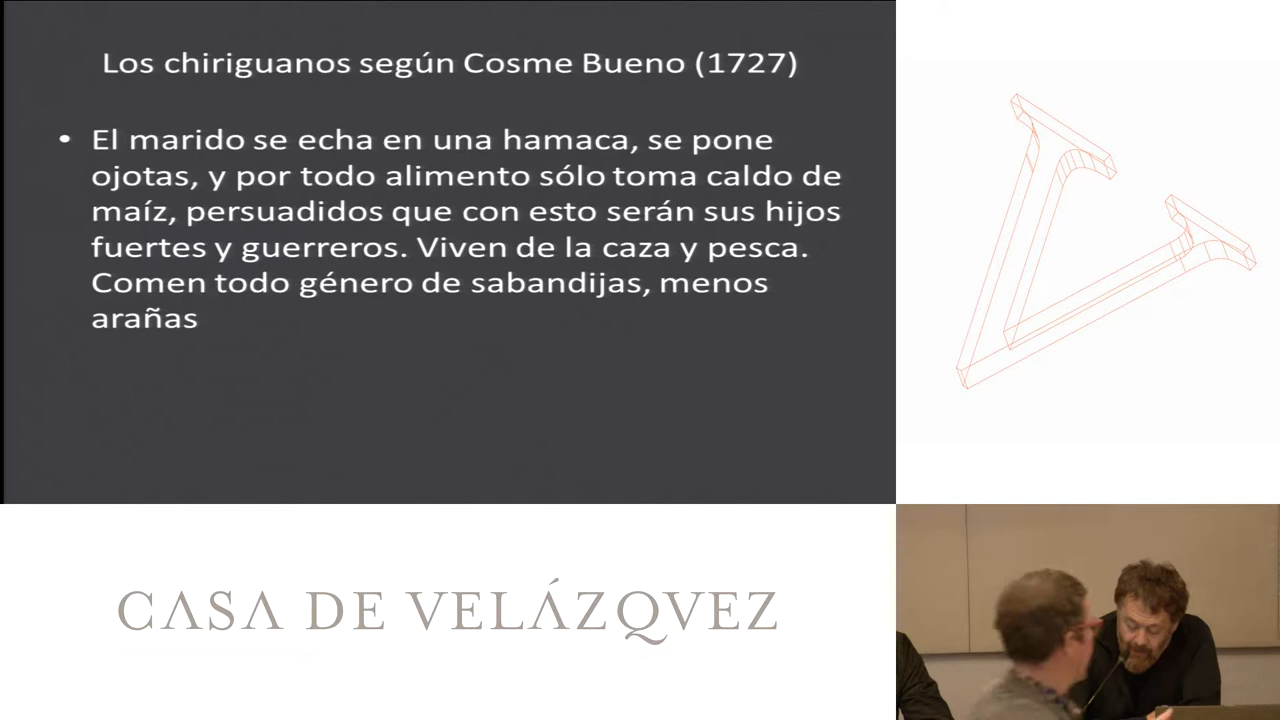 Los chiriguanos según Cosme Bueno (1727)
• El marido se echa en una hamaca, se pone
ojotas, y por todo alimento sólo toma caldo de
maíz, persuadidos que con esto serán sus hijos
fuertes y guerreros. Viven de la caza y pesca.
Comen todo género de sabandijas, menos
arañas
CASA DE VELÁZQVEZ